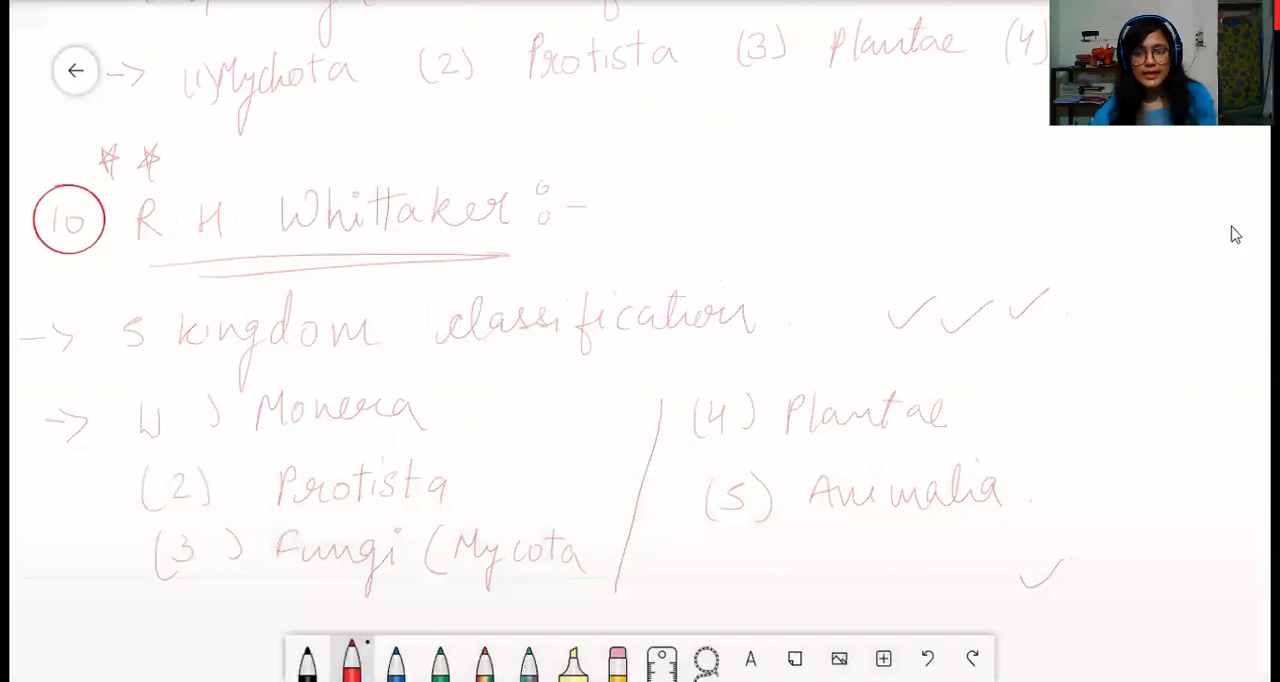 -> (1) Mychota (2) Protista (3) Plantae (4)
10 R. H. Whittaker :-
-> 5 kingdom classification.
-> 1) Monera
(2) Protista
(3) Fungi (Mycota
(4) Plantae
(5) Animalia.
A